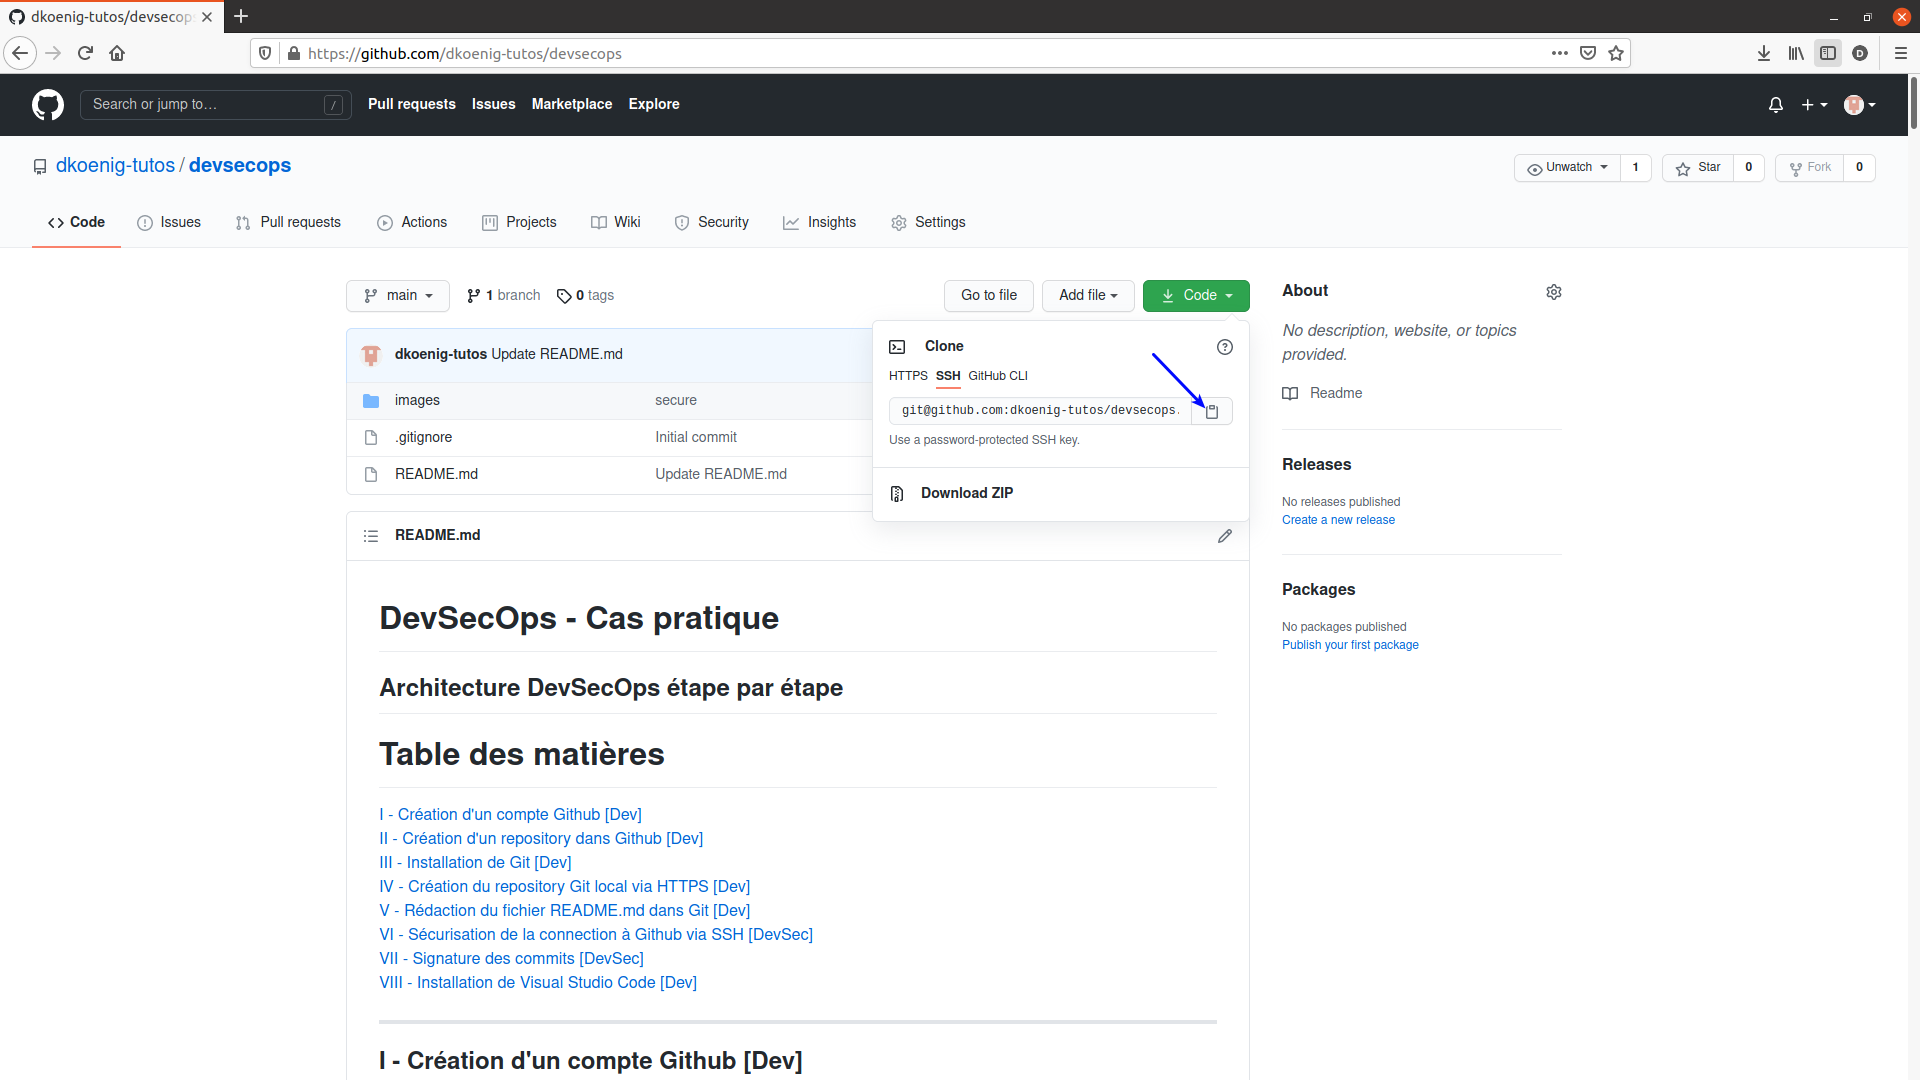 dkoenig-tutos/devsecops
https://github.com/dkoenig-tutos/devsecops
D
Search or jump to… /
Pull requests Issues Marketplace Explore
dkoenig-tutos / devsecops
Unwatch 1 Star 0 Fork 0
Code Issues Pull requests Actions Projects Wiki Security Insights Settings
main 1 branch 0 tags Go to file Add file Code
dkoenig-tutos Update README.md
images secure
.gitignore Initial commit
README.md Update README.md
Clone
HTTPS SSH GitHub CLI
git@github.com:dkoenig-tutos/devsecops.
Use a password-protected SSH key.
Download ZIP
README.md
DevSecOps - Cas pratique
Architecture DevSecOps étape par étape
Table des matières
I - Création d'un compte Github [Dev]
II - Création d'un repository dans Github [Dev]
III - Installation de Git [Dev]
IV - Création du repository Git local via HTTPS [Dev]
V - Rédaction du fichier README.md dans Git [Dev]
VI - Sécurisation de la connection à Github via SSH [DevSec]
VII - Signature des commits [DevSec]
VIII - Installation de Visual Studio Code [Dev]
I - Création d'un compte Github [Dev]
About
No description, website, or topics
provided.
Readme
Releases
No releases published
Create a new release
Packages
No packages published
Publish your first package